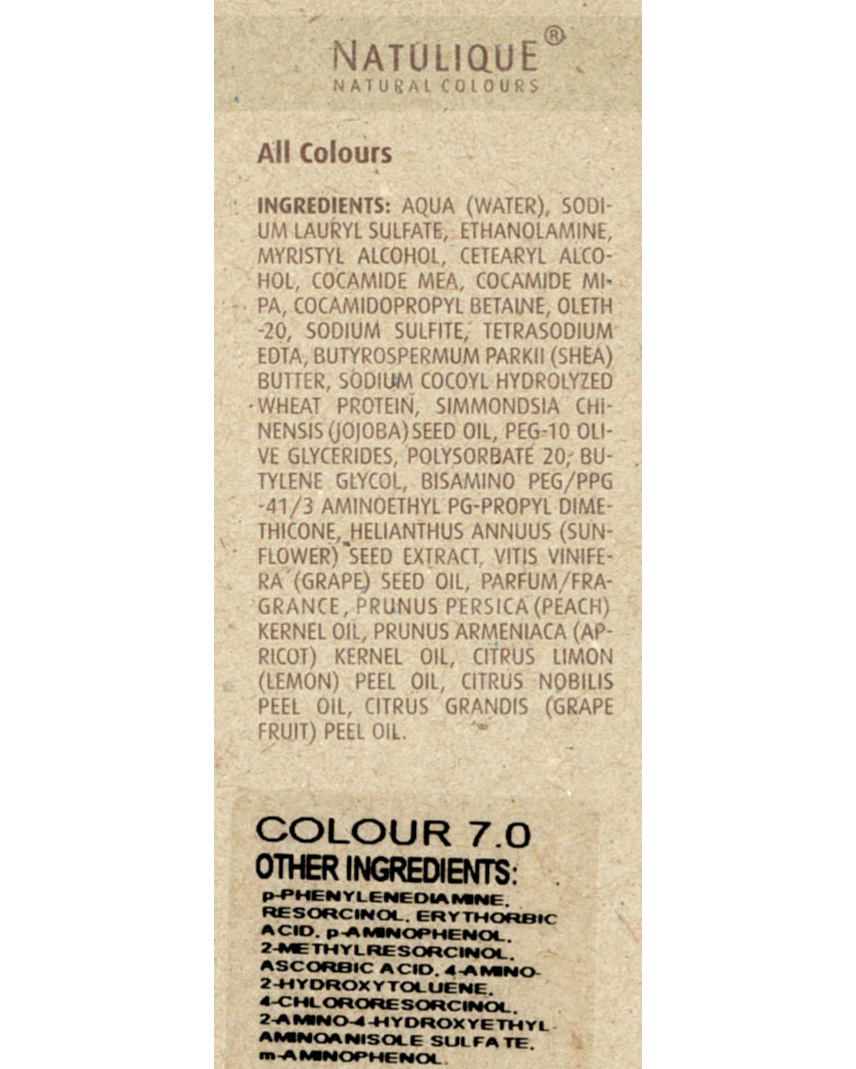 NATULIQUE®
NATURAL COLOURS
All Colours
INGREDIENTS: AQUA (WATER), SODI-
UM LAURYL SULFATE, ETHANOLAMINE,
MYRISTYL ALCOHOL, CETEARYL ALCO-
HOL, COCAMIDE MEA, COCAMIDE MI-
PA, COCAMIDOPROPYL BETAINE, OLETH
-20, SODIUM SULFITE, TETRASODIUM
EDTA, BUTYROSPERMUM PARKII (SHEA)
BUTTER, SODIUM COCOYL HYDROLYZED
WHEAT PROTEIN, SIMMONDSIA CHI-
NENSIS (JOJOBA) SEED OIL, PEG-10 OLI-
VE GLYCERIDES, POLYSORBATE 20, BU-
TYLENE GLYCOL, BISAMINO PEG/PPG
-41/3 AMINOETHYL PG-PROPYL DIME-
THICONE, HELIANTHUS ANNUUS (SUN-
FLOWER) SEED EXTRACT, VITIS VINIFE-
RA (GRAPE) SEED OIL, PARFUM/FRA-
GRANCE, PRUNUS PERSICA (PEACH)
KERNEL OIL, PRUNUS ARMENIACA (AP-
RICOT) KERNEL OIL, CITRUS LIMON
(LEMON) PEEL OIL, CITRUS NOBILIS
PEEL OIL, CITRUS GRANDIS (GRAPE
FRUIT) PEEL OIL.
COLOUR 7.0
OTHER INGREDIENTS:
p-PHENYLENEDIAMINE,
RESORCINOL, ERYTHORBIC
ACID, p-AMINOPHENOL,
2-METHYLRESORCINOL,
ASCORBIC ACID, 4-AMINO-
2-HYDROXYTOLUENE,
4-CHLORORESORCINOL,
2-AMINO-4-HYDROXYETHYL
AMINOANISOLE SULFATE,
m-AMINOPHENOL.